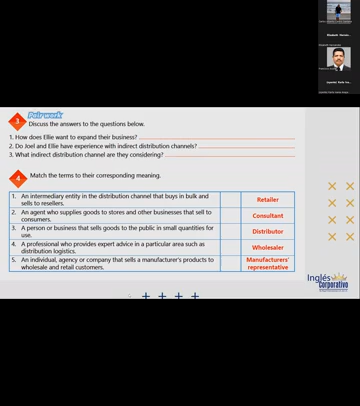 3.
Pair work
Discuss the answers to the questions below.
1. How does Ellie want to expand their business?
2. Do Joel and Ellie have experience with indirect distribution channels?
3. What indirect distribution channel are they considering?
4.
Match the terms to their corresponding meaning.
1. An intermediary entity in the distribution channel that buys in bulk and
sells to resellers.
Retailer
2. An agent who supplies goods to stores and other businesses that sell to
consumers.
Consultant
3. A person or business that sells goods to the public in small quantities for
use.
Distributor
4. A professional who provides expert advice in a particular area such as
distribution logistics.
Wholesaler
5. An individual, agency or company that sells a manufacturer's products to
wholesale and retail customers.
Manufacturers'
representative
Inglés
Corporativo